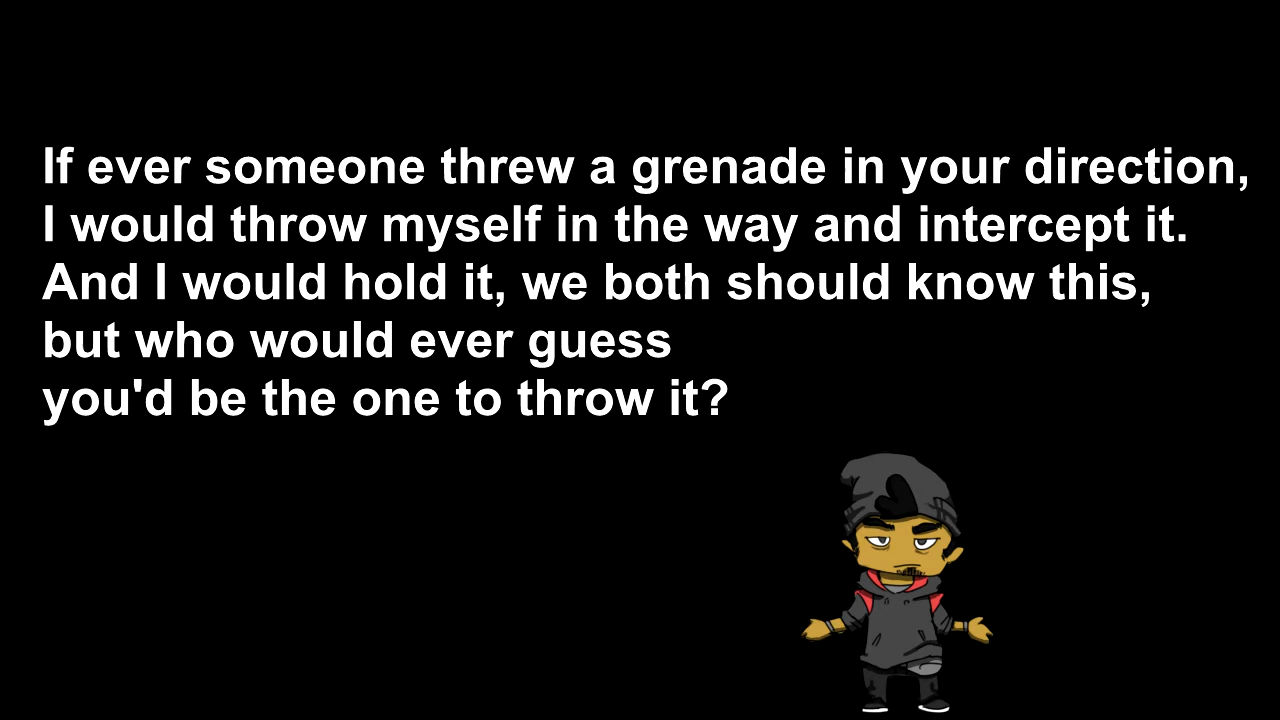 If ever someone threw a grenade in your direction,
I would throw myself in the way and intercept it.
And I would hold it, we both should know this,
but who would ever guess
you'd be the one to throw it?